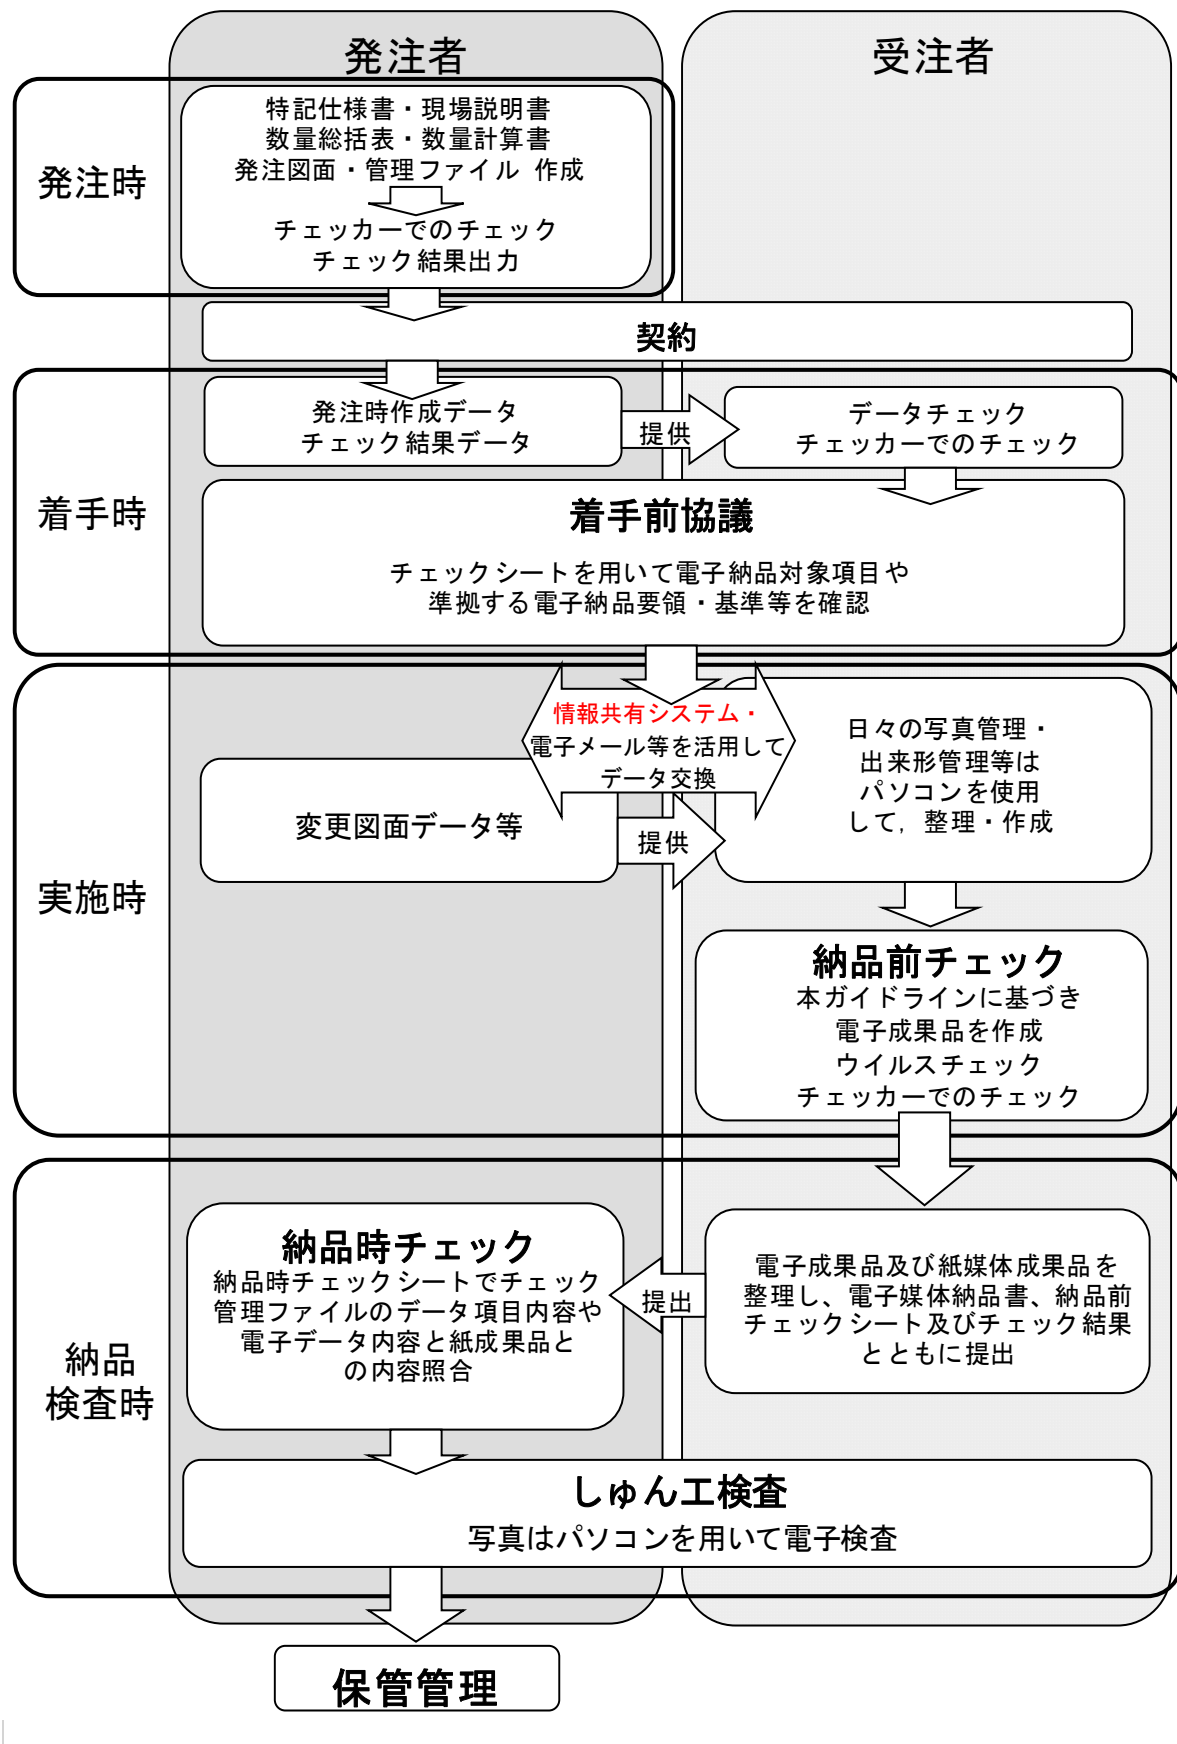 発注者
受注者
発注時
特記仕様書・現場説明書
数量総括表・数量計算書
発注図面・管理ファイル 作成
チェッカーでのチェック
チェック結果出力
契約
着手時
発注時作成データ
チェック結果データ
提供
データチェック
チェッカーでのチェック
着手前協議
チェックシートを用いて電子納品対象項目や
準拠する電子納品要領・基準等を確認
実施時
情報共有システム・
電子メール等を活用して
データ交換
変更図面データ等
提供
日々の写真管理・
出来形管理等は
パソコンを使用
して，整理・作成
納品前チェック
本ガイドラインに基づき
電子成果品を作成
ウイルスチェック
チェッカーでのチェック
納品
検査時
納品時チェック
納品時チェックシートでチェック
管理ファイルのデータ項目内容や
電子データ内容と紙成果品と
の内容照合
提出
電子成果品及び紙媒体成果品を
整理し、電子媒体納品書、納品前
チェックシート及びチェック結果
とともに提出
しゅん工検査
写真はパソコンを用いて電子検査
保管管理